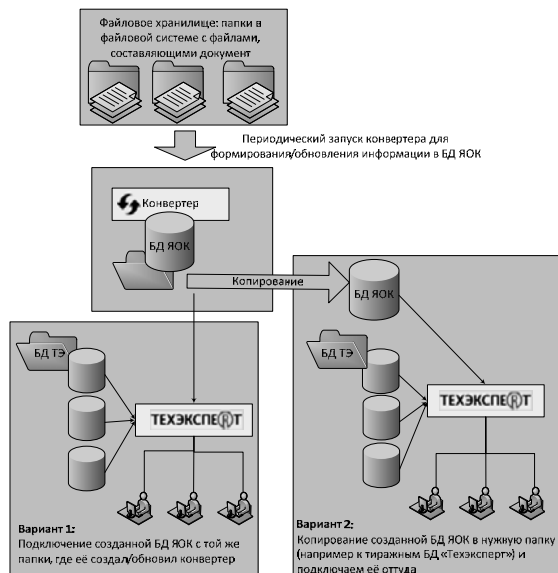 Файловое хранилище: папки в
файловой системе с файлами,
составляющими документ
Периодический запуск конвертера для
формирования/обновления информации в БД ЯОК
Конвертер
БД ЯОК
Копирование
БД ЯОК
БД ТЭ
ТЕХЭКСПЕRТ
Вариант 1:
Подключение созданной БД ЯОК с той же
папки, где её создал/обновил конвертер
БД ТЭ
ТЕХЭКСПЕRТ
Вариант 2:
Копирование созданной БД ЯОК в нужную папку
(например к тиражным БД «Техэксперт») и
подключаем её оттуда